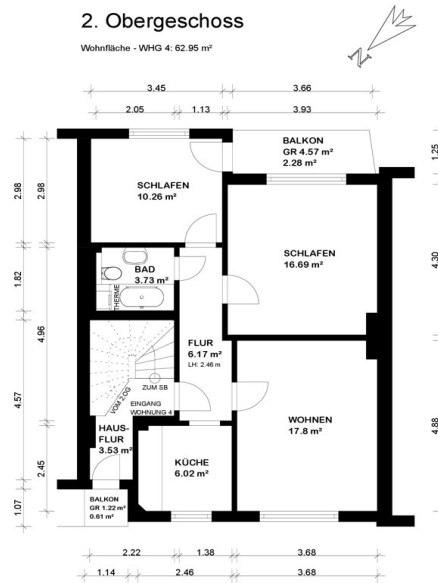 2. Obergeschoss
Wohnfläche - WHG 4: 62.95 m²
N
3.45
3.66
2.05
1.13
3.93
BALKON
GR 4.57 m²
2.28 m²
1.25
SCHLAFEN
10.26 m²
2.98
2.98
SCHLAFEN
16.69 m²
4.30
BAD
3.73 m²
THERME
1.82
4.96
FLUR
6.17 m²
LH: 2.46 m
ZUM SB
VOM 2.OG
EINGANG
WOHNUNG 4
4.57
WOHNEN
17.8 m²
4.88
HAUS-
FLUR
3.53 m²
KÜCHE
6.02 m²
2.45
BALKON
GR 1.22 m²
0.61 m²
1.07
2.22
1.38
3.68
1.14
2.46
3.68